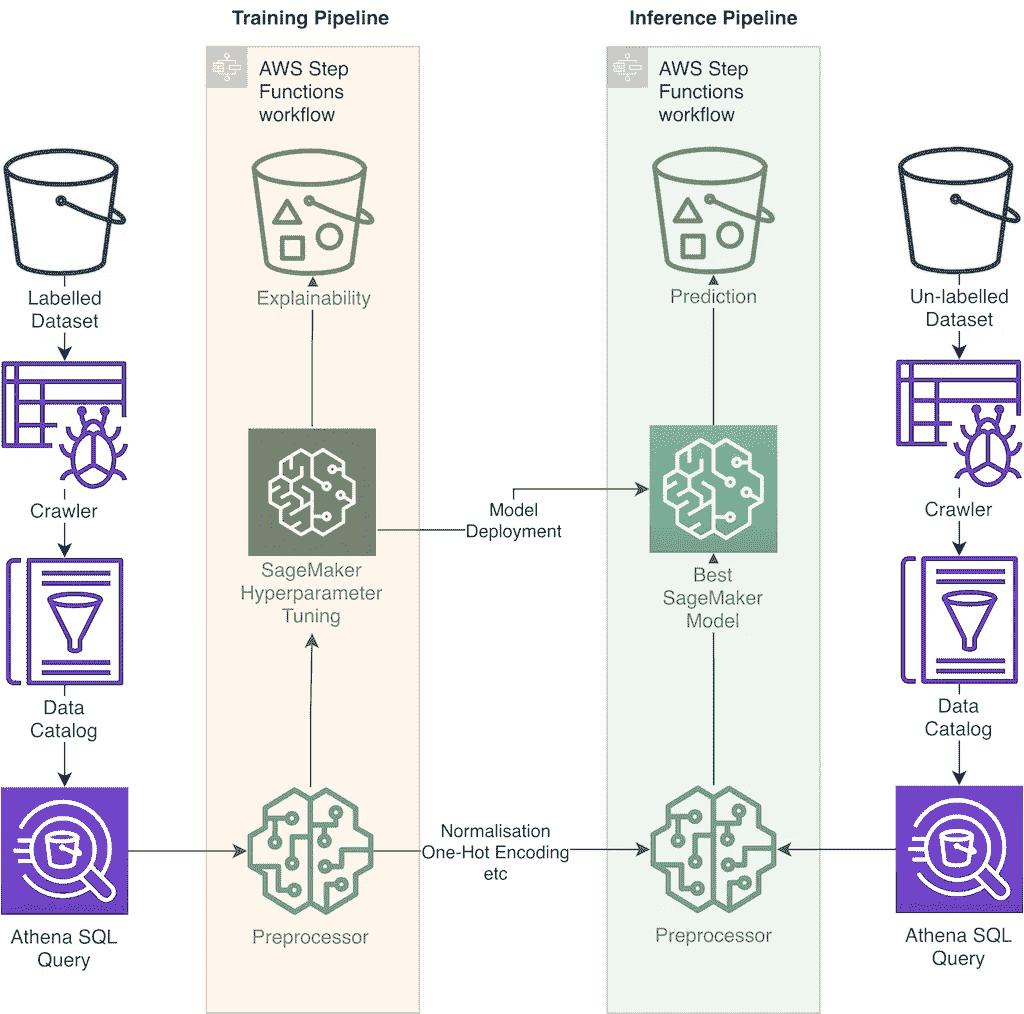 Training Pipeline
Inference Pipeline
AWS Step
Functions
workflow
AWS Step
Functions
workflow
Labelled
Dataset
Explainability
Prediction
Un-labelled
Dataset
Crawler
Model
Deployment
Crawler
SageMaker
Hyperparameter
Tuning
Best
SageMaker
Model
Data
Catalog
Data
Catalog
Normalisation
One-Hot Encoding
etc
Athena SQL
Query
Preprocessor
Preprocessor
Athena SQL
Query